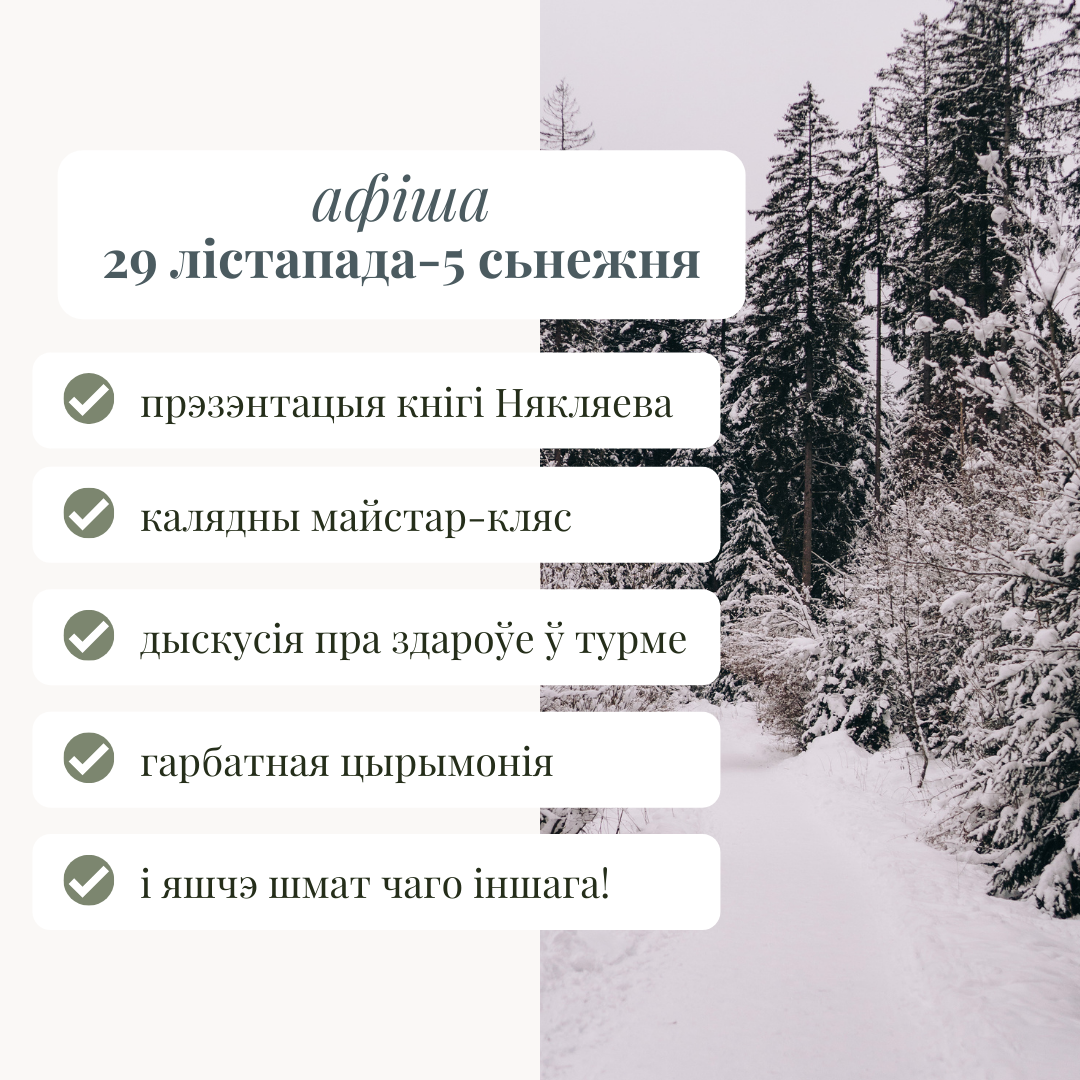 афіша
29 лістапада-5 сьнежня
прэзэнтацыя кнігі Някляева
калядны майстар-кляс
дыскусія пра здароўе ў турме
гарбатная цырымонія
і яшчэ шмат чаго іншага!